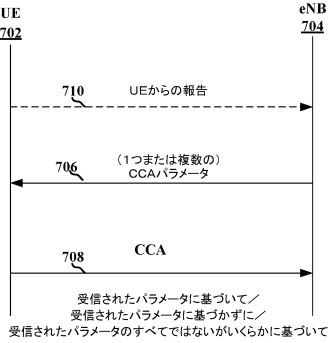 UE
702
eNB
704
710
UEからの報告
706
(１つまたは複数の)
CCAパラメータ
708
CCA
受信されたパラメータに基づいて／
受信されたパラメータに基づかずに／
受信されたパラメータのすべてではないがいくらかに基づいて